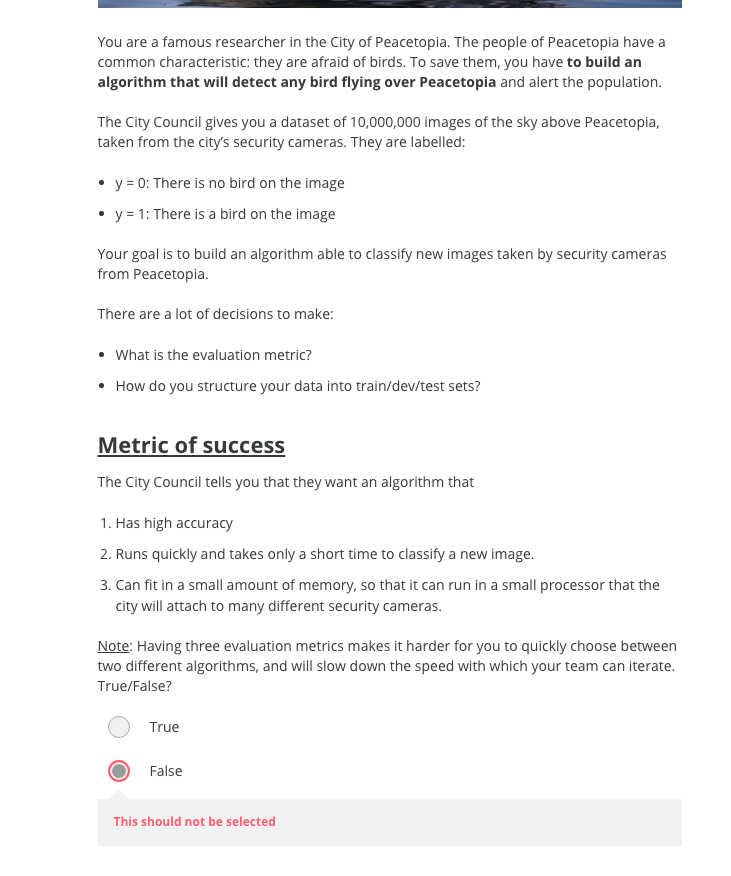 You are a famous researcher in the City of Peacetopia. The people of Peacetopia have a
common characteristic: they are afraid of birds. To save them, you have to build an
algorithm that will detect any bird flying over Peacetopia and alert the population.
The City Council gives you a dataset of 10,000,000 images of the sky above Peacetopia,
taken from the city's security cameras. They are labelled:
• y = 0: There is no bird on the image
• y = 1: There is a bird on the image
Your goal is to build an algorithm able to classify new images taken by security cameras
from Peacetopia.
There are a lot of decisions to make:
• What is the evaluation metric?
• How do you structure your data into train/dev/test sets?
Metric of success
The City Council tells you that they want an algorithm that
1. Has high accuracy
2. Runs quickly and takes only a short time to classify a new image.
3. Can fit in a small amount of memory, so that it can run in a small processor that the
city will attach to many different security cameras.
Note: Having three evaluation metrics makes it harder for you to quickly choose between
two different algorithms, and will slow down the speed with which your team can iterate.
True/False?
True
False
This should not be selected